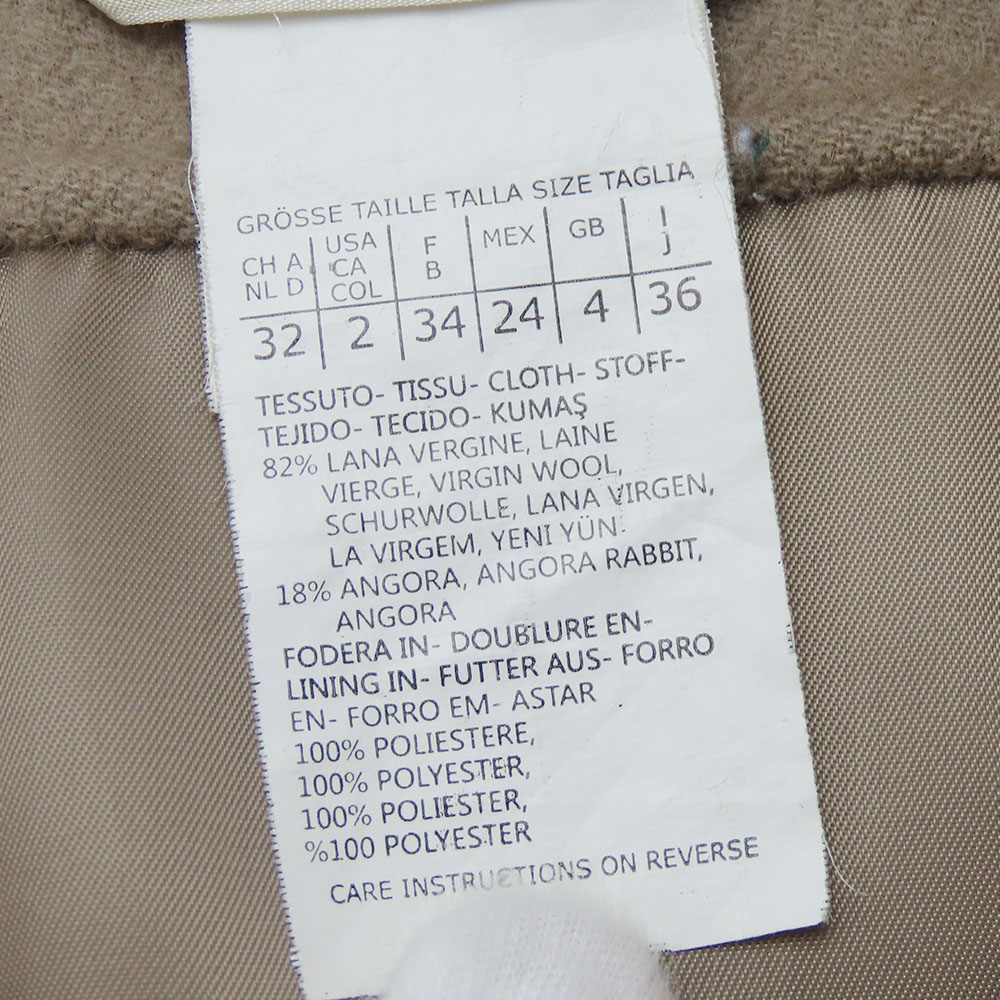 GRÖSSE TAILLE TALLA SIZE TAGLIA
CH A USA F MEX GB I
NL D CA B J
COL
32 2 34 24 4 36
TESSUTO- TISSU- CLOTH- STOFF-
TEJIDO- TECIDO- KUMAŞ
82% LANA VERGINE, LAINE
VIERGE, VIRGIN WOOL,
SCHURWOLLE, LANA VIRGEN,
LA VIRGEM, YENI YÜN
18% ANGORA, ANGORA RABBIT,
ANGORA
FODERA IN- DOUBLURE EN-
LINING IN- FUTTER AUS- FORRO
EN- FORRO EM- ASTAR
100% POLIESTERE,
100% POLYESTER,
100% POLIESTER,
%100 POLYESTER
CARE INSTRUCTIONS ON REVERSE